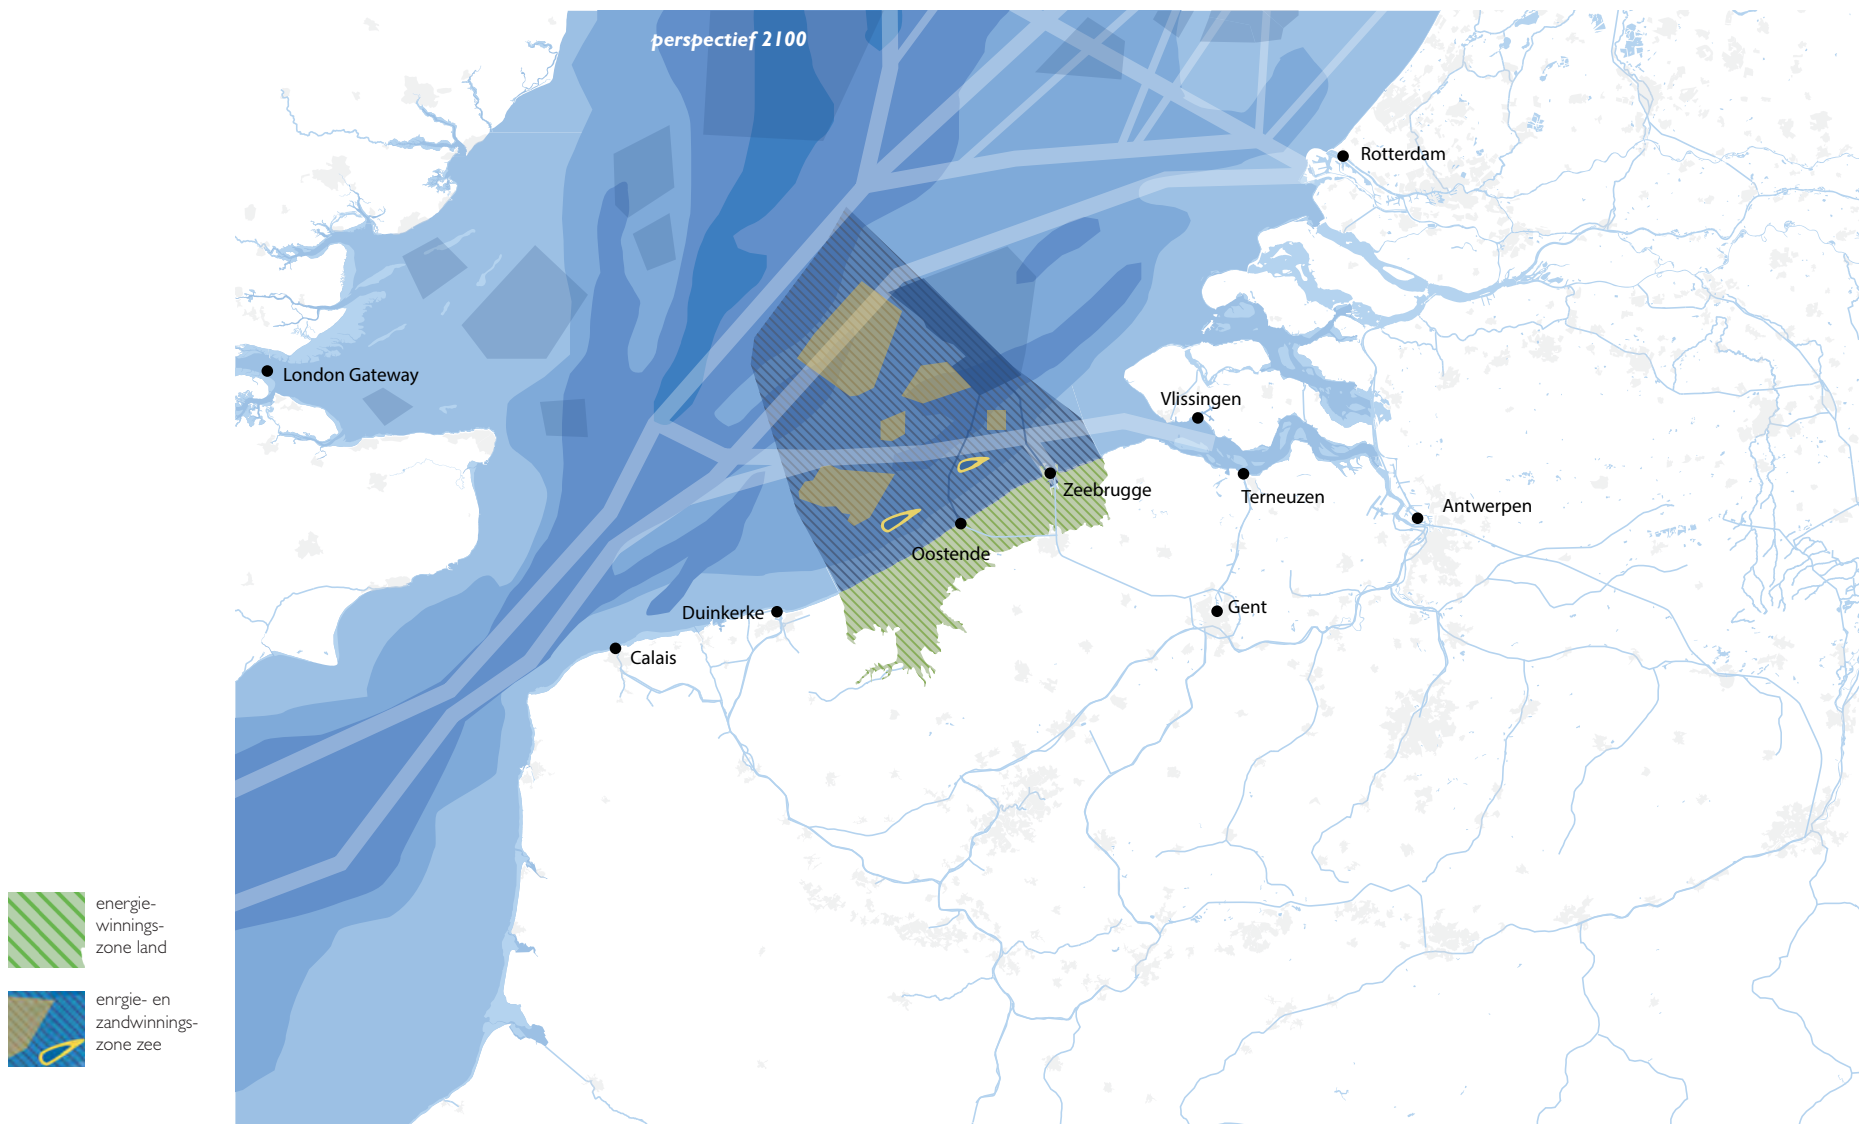 perspectief 2100
Rotterdam
London Gateway
Vlissingen
Zeebrugge
Terneuzen
Antwerpen
Oostende
Duinkerke
Gent
Calais
energie-
winnings-
zone land
enrgie- en
zandwinnings-
zone zee